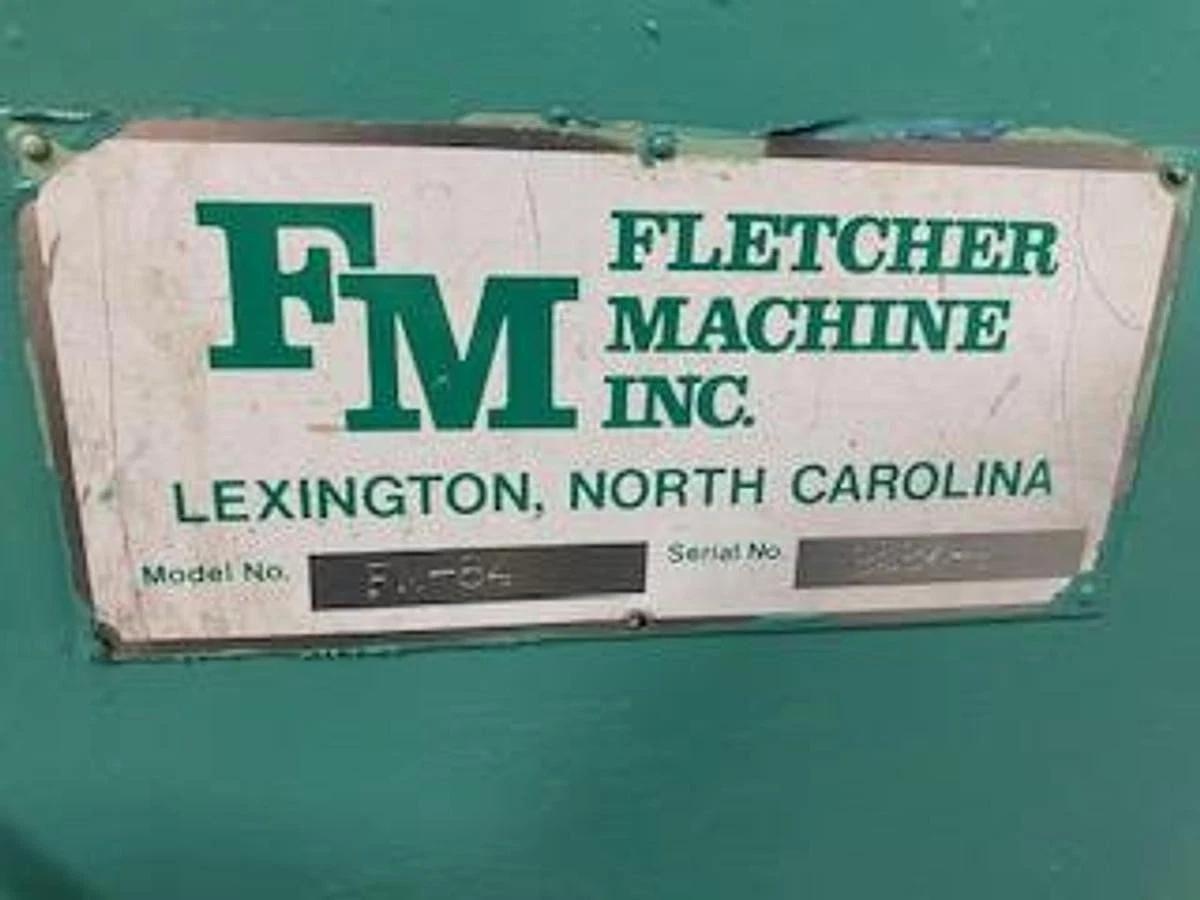 FM
FLETCHER
MACHINE
INC.
LEXINGTON, NORTH CAROLINA
Model No. Serial No.